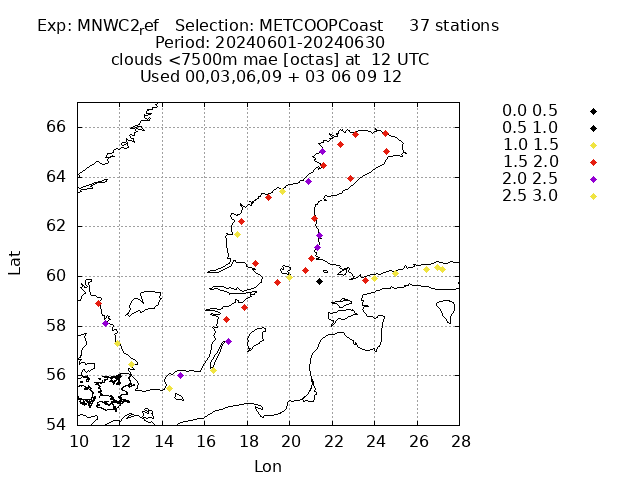 Exp: MNWC2ref Selection: METCOOPCoast 37 stations
Period: 20240601-20240630
clouds <7500m mae [octas] at 12 UTC
Used 00,03,06,09 + 03 06 09 12
0.0 0.5
0.5 1.0
1.0 1.5
1.5 2.0
2.0 2.5
2.5 3.0
66
64
62
60
58
56
54
Lat
10 12 14 16 18 20 22 24 26 28
Lon